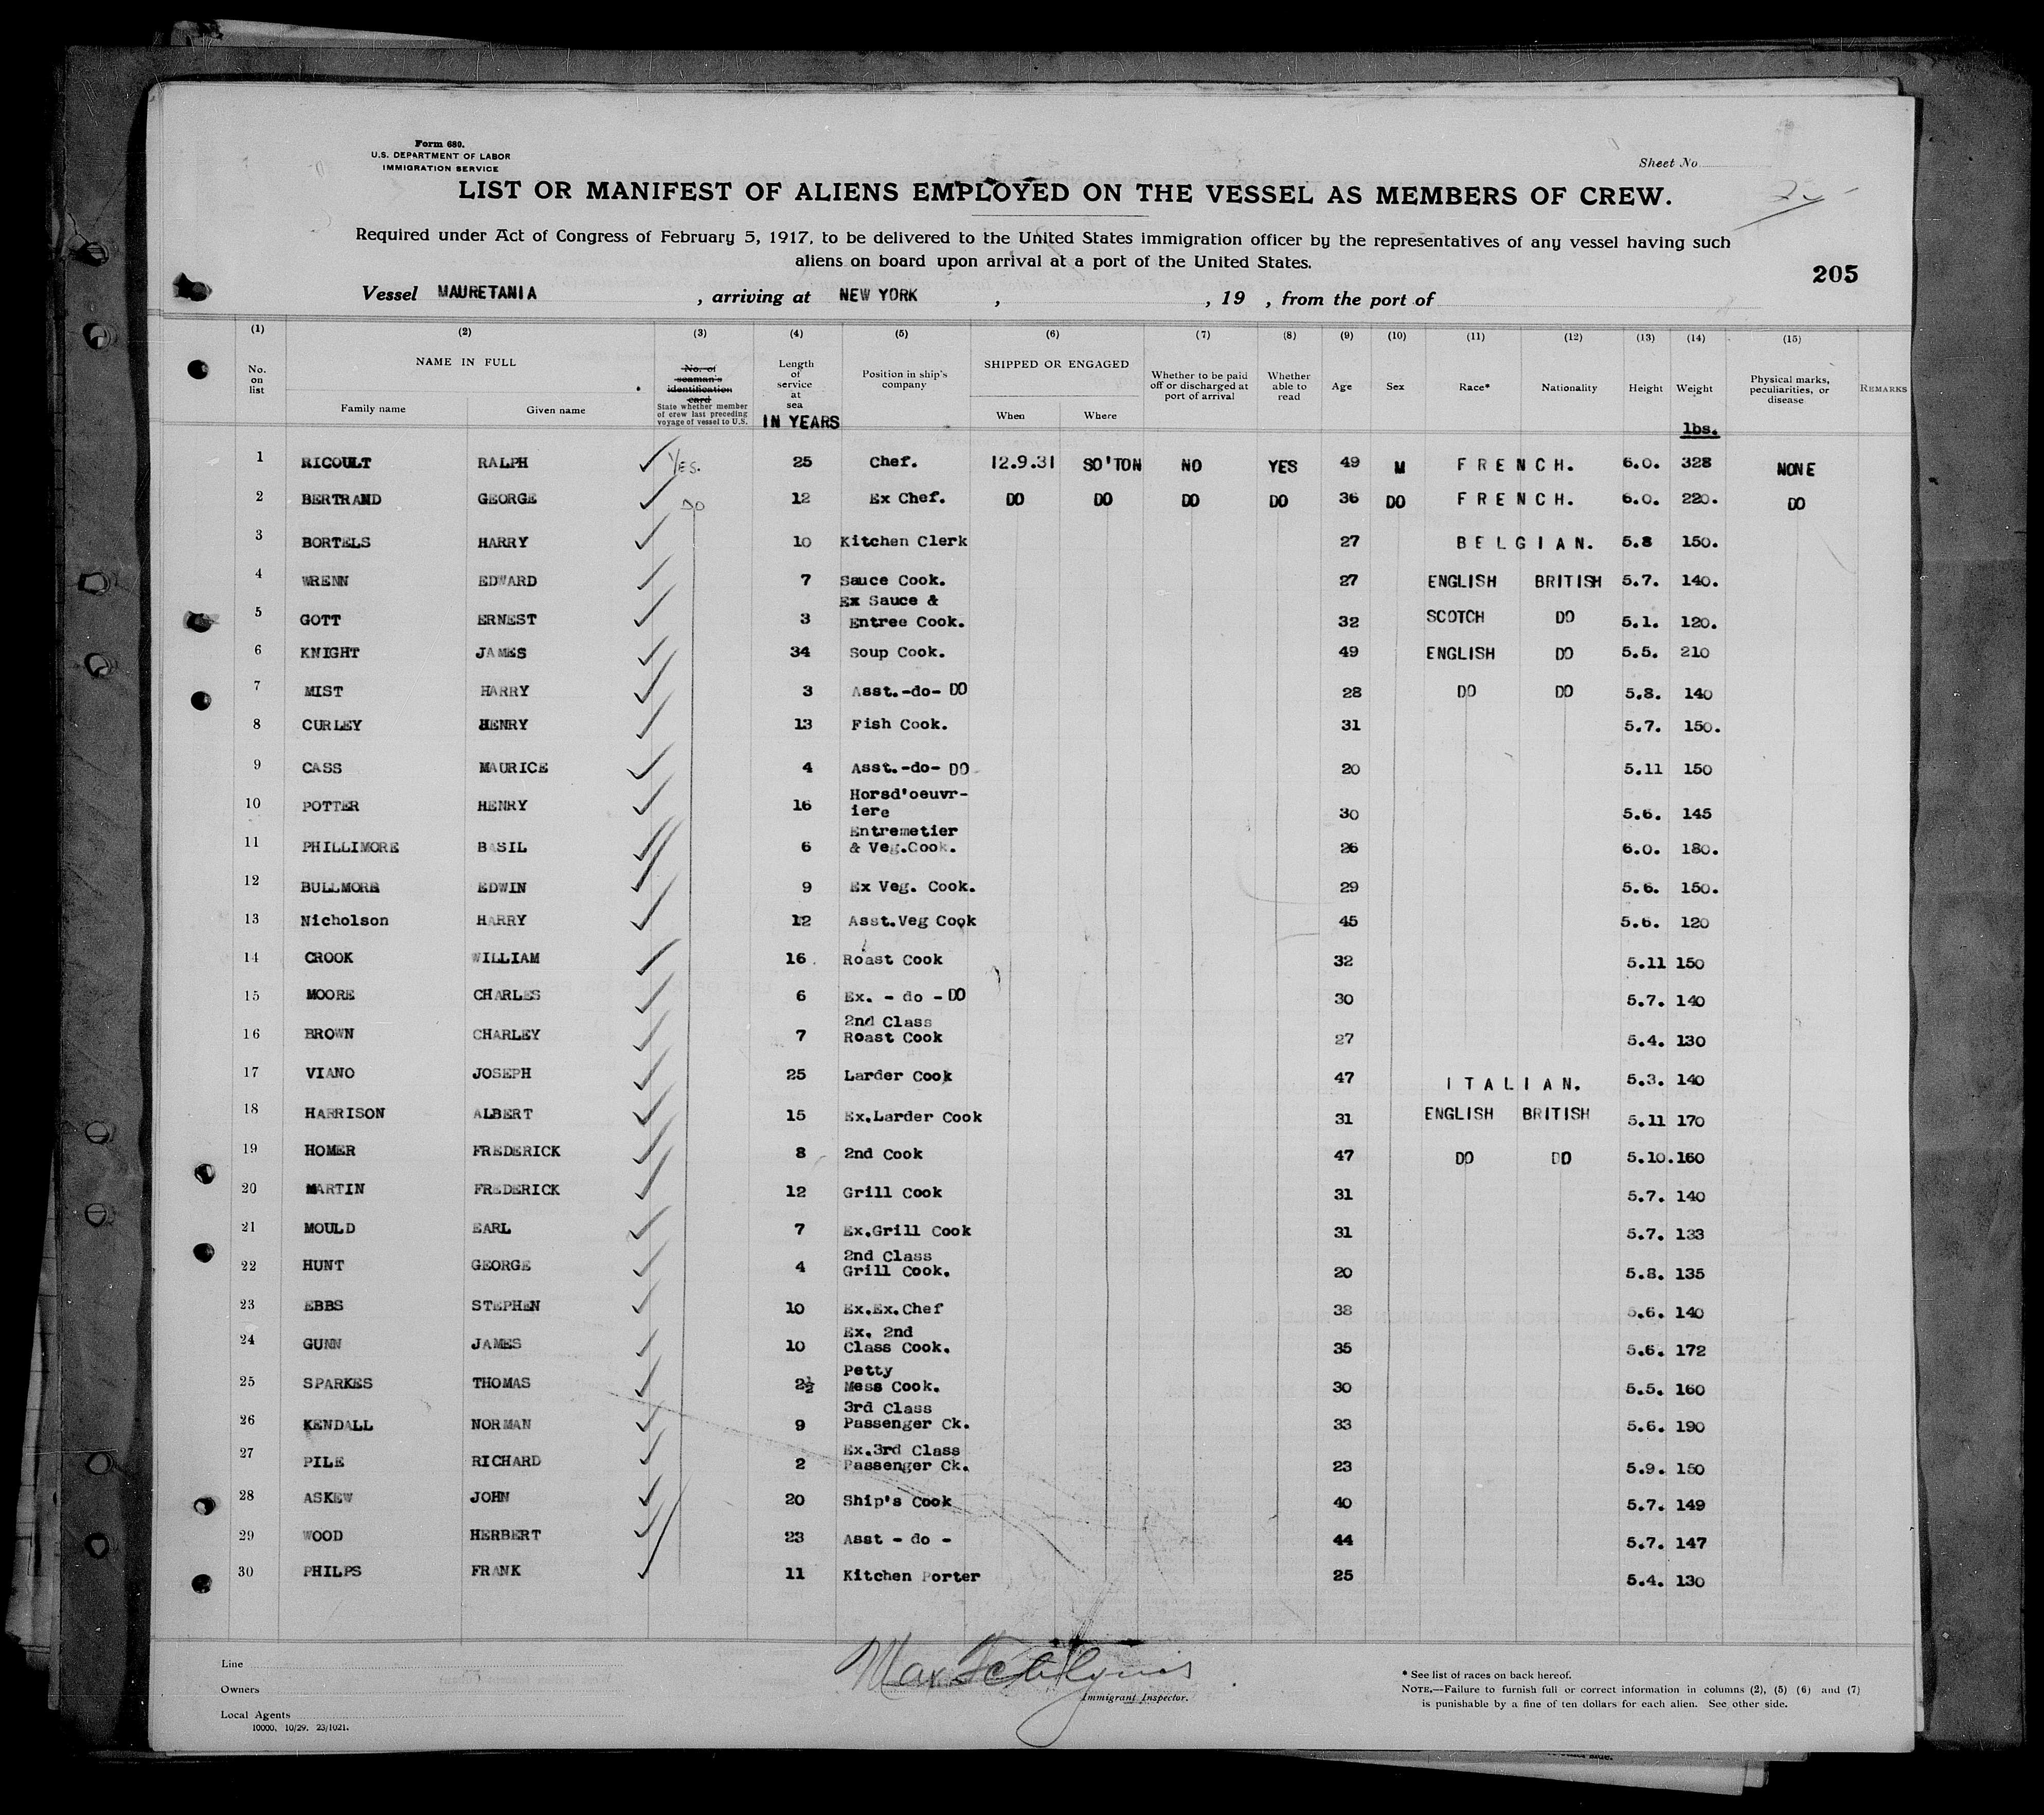 Form 680.
U.S. DEPARTMENT OF LABOR
IMMIGRATION SERVICE
Sheet No
LIST OR MANIFEST OF ALIENS EMPLOYED ON THE VESSEL AS MEMBERS OF CREW.
Required under Act of Congress of February 5, 1917, to be delivered to the United States immigration officer by the representatives of any vessel having such
aliens on board upon arrival at a port of the United States.
205
Vessel MAURETANIA , arriving at NEW YORK , , 19 , from the port of
(1) (2) (3) (4) (5) (6) (7) (8) (9) (10) (11) (12) (13) (14) (15)
No. on list NAME IN FULL Family name Given name No. of seaman's identification card State whether member of crew last preceding voyage of vessel to U.S. Length of service at sea IN YEARS Position in ship's company SHIPPED OR ENGAGED When Where Whether to be paid off or discharged at port of arrival Whether able to read Age Sex Race* Nationality Height Weight lbs. Physical marks, peculiarities, or disease REMARKS
1 RICOULT RALPH YES. 25 Chef. 12.9.31 SO'TON NO YES 49 M FRENCH. 6.0. 328 NONE
2 BERTRAND GEORGE DO 12 Ex Chef. DO DO DO DO 36 DO FRENCH. 6.0. 220. DO
3 BORTELS HARRY 10 Kitchen Clerk 27 BELGIAN. 5.8 150.
4 WRENN EDWARD 7 Sauce Cook. 27 ENGLISH BRITISH 5.7. 140.
5 GOTT ERNEST 3 Ex Sauce & Entree Cook. 32 SCOTCH DO 5.1. 120.
6 KNIGHT JAMES 34 Soup Cook. 49 ENGLISH DO 5.5. 210
7 MIST HARRY 3 Asst.-do- DO 28 DO DO 5.8. 140
8 CURLEY HENRY 13 Fish Cook. 31 5.7. 150.
9 CASS MAURICE 4 Asst.-do- DO 20 5.11 150
10 POTTER HENRY 16 Horsd'oeuvr- iere 30 5.6. 145
11 PHILLIMORE BASIL 6 Entremetier & Veg.Cook. 26 6.0. 180.
12 BULLMORE EDWIN 9 Ex Veg. Cook. 29 5.6. 150.
13 Nicholson HARRY 12 Asst.Veg Cook 45 5.6. 120
14 CROOK WILLIAM 16 Roast Cook 32 5.11 150
15 MOORE CHARLES 6 Ex. - do - DO 30 5.7. 140
16 BROWN CHARLEY 7 2nd Class Roast Cook 27 5.4. 130
17 VIANO JOSEPH 25 Larder Cook 47 ITALIAN. 5.3. 140
18 HARRISON ALBERT 15 Ex.Larder Cook 31 ENGLISH BRITISH 5.11 170
19 HOMER FREDERICK 8 2nd Cook 47 DO DO 5.10.160
20 MARTIN FREDERICK 12 Grill Cook 31 5.7. 140
21 MOULD EARL 7 Ex.Grill Cook 31 5.7. 133
22 HUNT GEORGE 4 2nd Class Grill Cook. 20 5.8. 135
23 EBBS STEPHEN 10 Ex.Ex.Chef 38 5.6. 140
24 GUNN JAMES 10 Ex. 2nd Class Cook. 35 5.6. 172
25 SPARKES THOMAS 2½ Petty Mess Cook. 30 5.5. 160
26 KENDALL NORMAN 9 3rd Class Passenger Ck. 33 5.6. 190
27 PILE RICHARD 2 Ex.3rd Class Passenger Ck. 23 5.9. 150
28 ASKEW JOHN 20 Ship's Cook 40 5.7. 149
29 WOOD HERBERT 23 Asst - do - 44 5.7. 147
30 PHILPS FRANK 11 Kitchen Porter 25 5.4. 130
Line
Owners
Local Agents
10000, 10/29. 23/1021.
Max
Immigrant Inspector.
* See list of races on back hereof.
NOTE.—Failure to furnish full or correct information in columns (2), (5) (6) and (7)
is punishable by a fine of ten dollars for each alien. See other side.